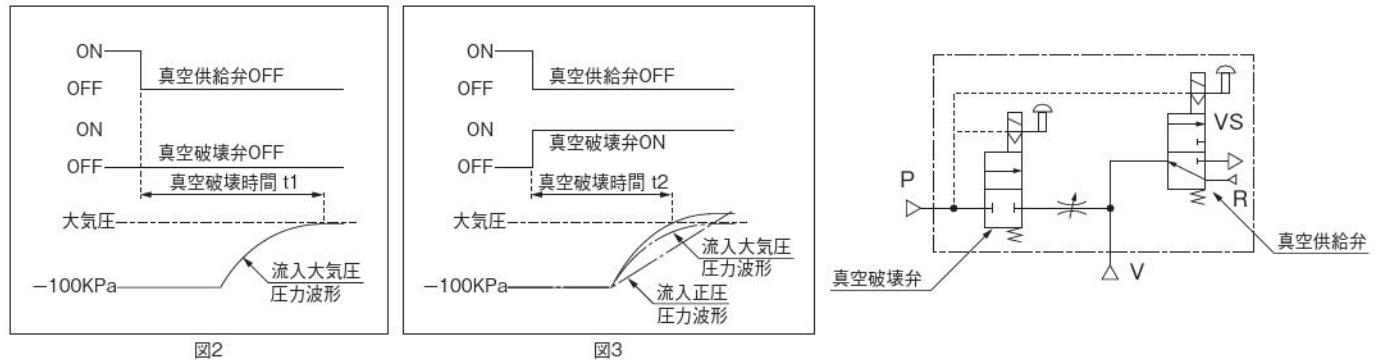 ON
OFF
真空供給弁OFF
ON
OFF
真空破壊弁OFF
真空破壊時間 t1
大気圧
−100KPa
流入大気圧
圧力波形
図2
ON
OFF
真空供給弁OFF
ON
OFF
真空破壊弁ON
真空破壊時間 t2
大気圧
−100KPa
流入大気圧
圧力波形
流入正圧
圧力波形
図3
VS
P
R
真空供給弁
V
真空破壊弁